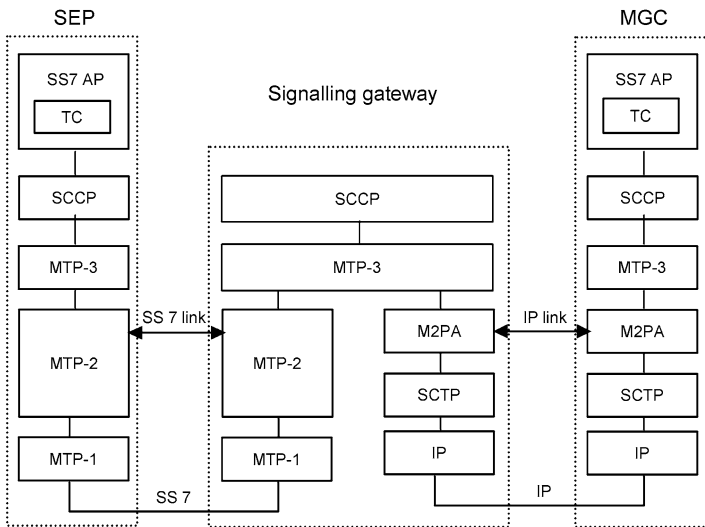 SEP
MGC
SS7 AP
TC
Signalling gateway
SS7 AP
TC
SCCP
SCCP
SCCP
MTP-3
MTP-3
MTP-3
SS 7 link
IP link
MTP-2
MTP-2
M2PA
M2PA
SCTP
SCTP
MTP-1
MTP-1
IP
IP
SS 7
IP